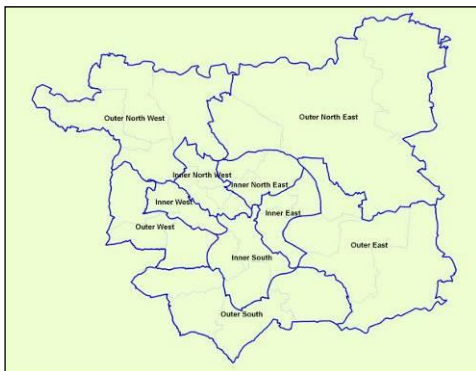 Outer North West
Outer North East
Inner North West
Inner North East
Inner West
Inner East
Outer West
Outer East
Inner South
Outer South